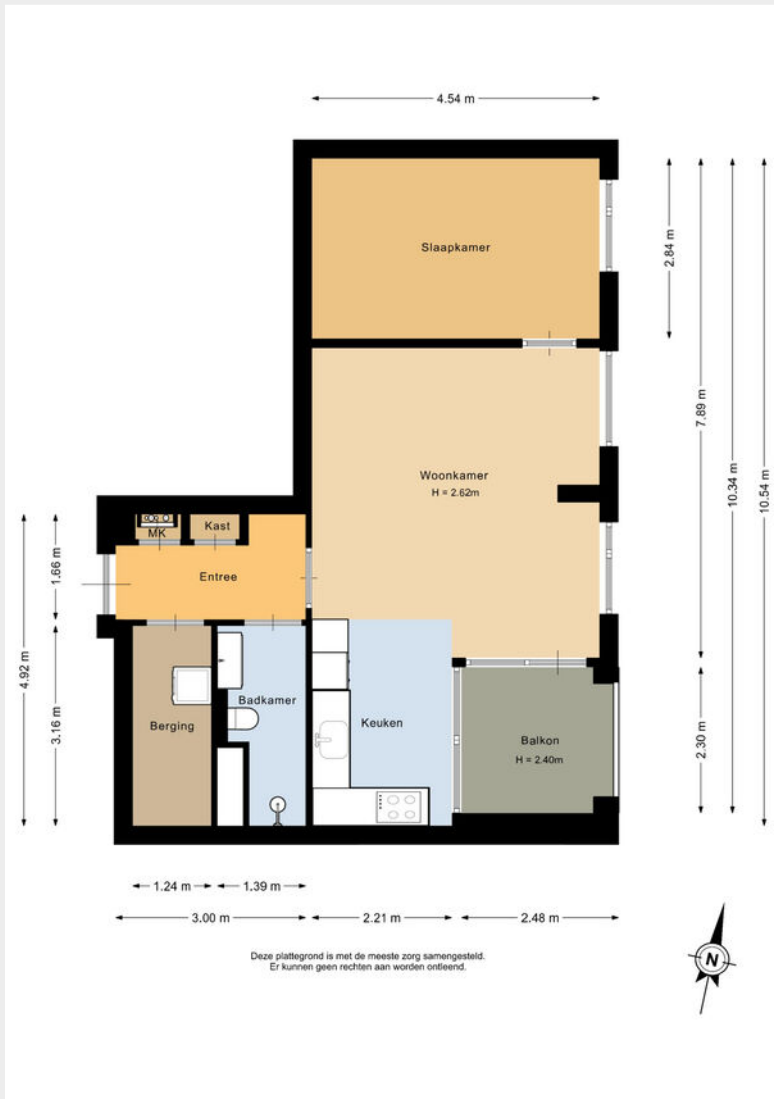 4.54 m
Slaapkamer
2.84 m
7.89 m
10.34 m
10.54 m
Woonkamer
H = 2.62m
MK
Kast
Entree
1.66 m
4.92 m
3.16 m
Berging
Badkamer
Keuken
Balkon
H = 2.40m
2.30 m
1.24 m
1.39 m
3.00 m
2.21 m
2.48 m
Deze plattegrond is met de meeste zorg samengesteld.
Er kunnen geen rechten aan worden ontleend.
N